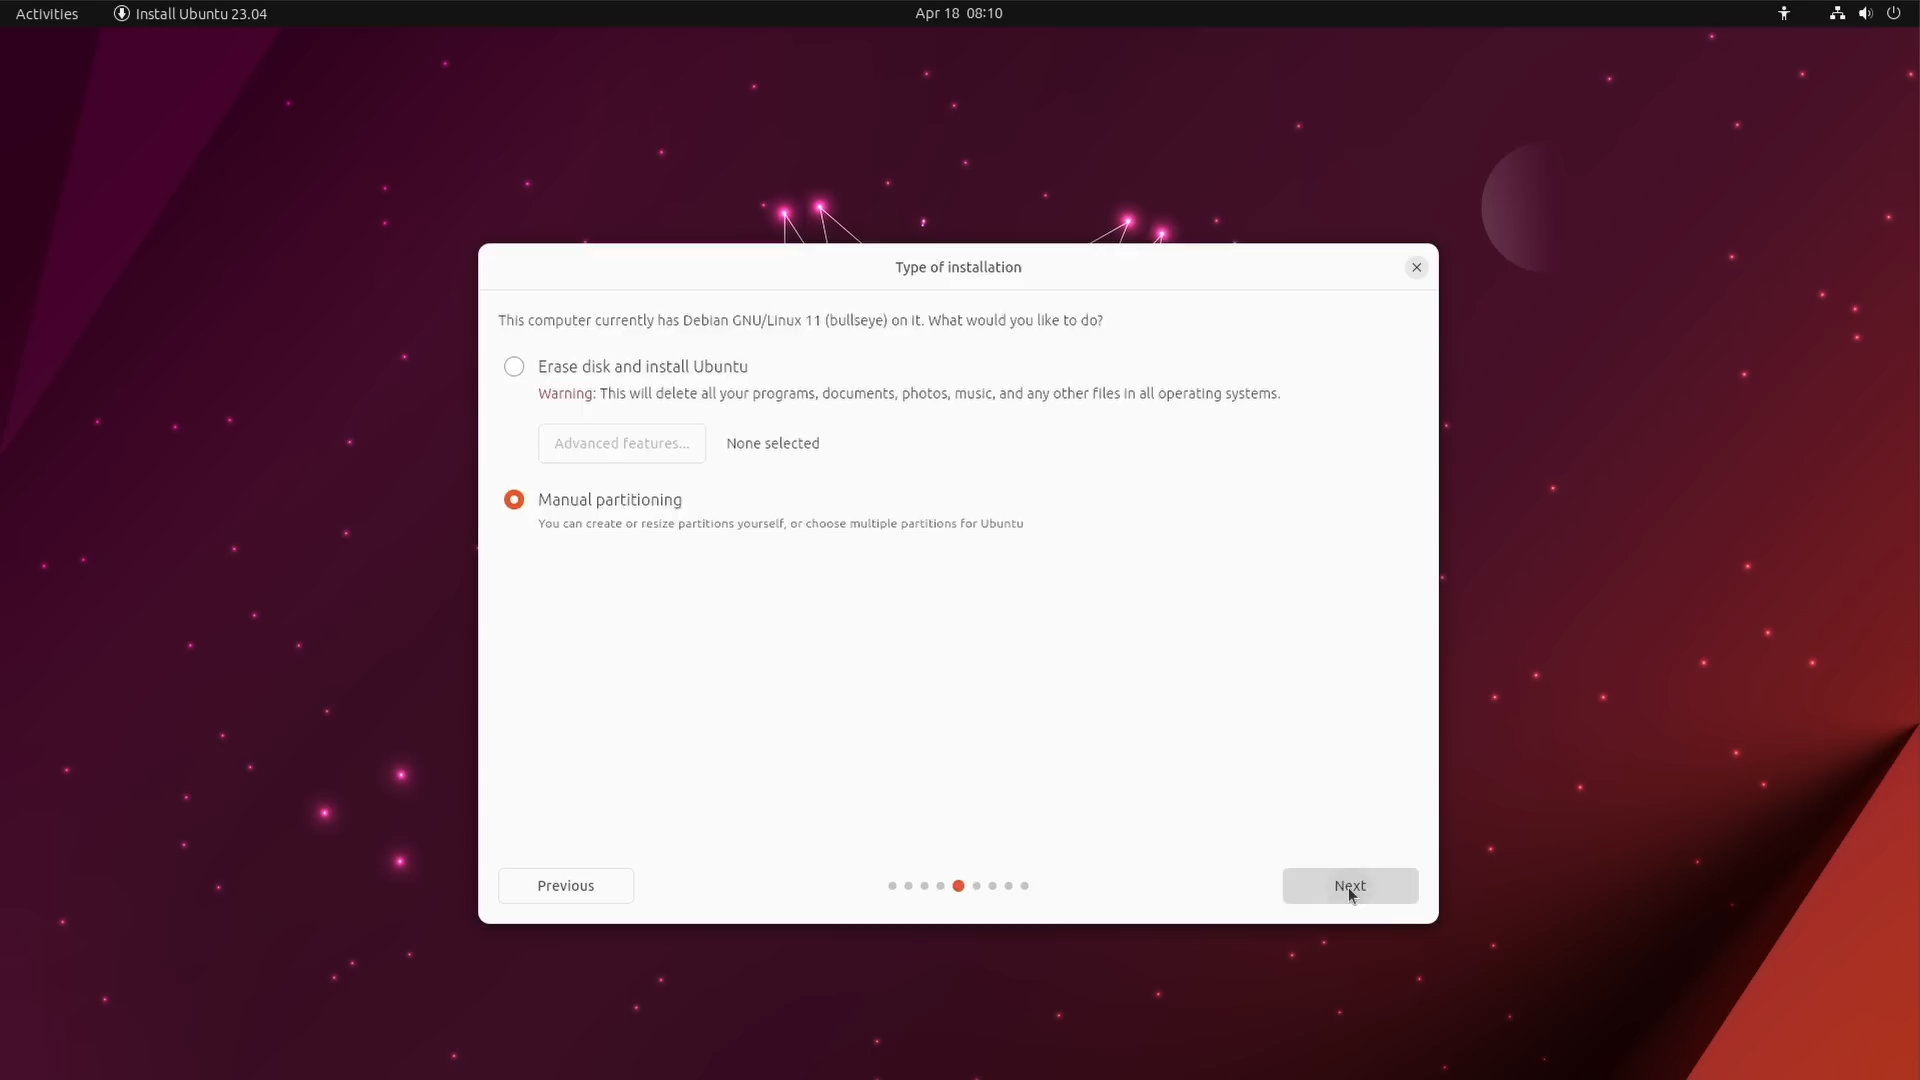 Activities
Install Ubuntu 23.04
Apr 18 08:10
Type of installation
This computer currently has Debian GNU/Linux 11 (bullseye) on it. What would you like to do?
Erase disk and install Ubuntu
Warning: This will delete all your programs, documents, photos, music, and any other files in all operating systems.
Advanced features...
None selected
Manual partitioning
You can create or resize partitions yourself, or choose multiple partitions for Ubuntu
Previous
Next